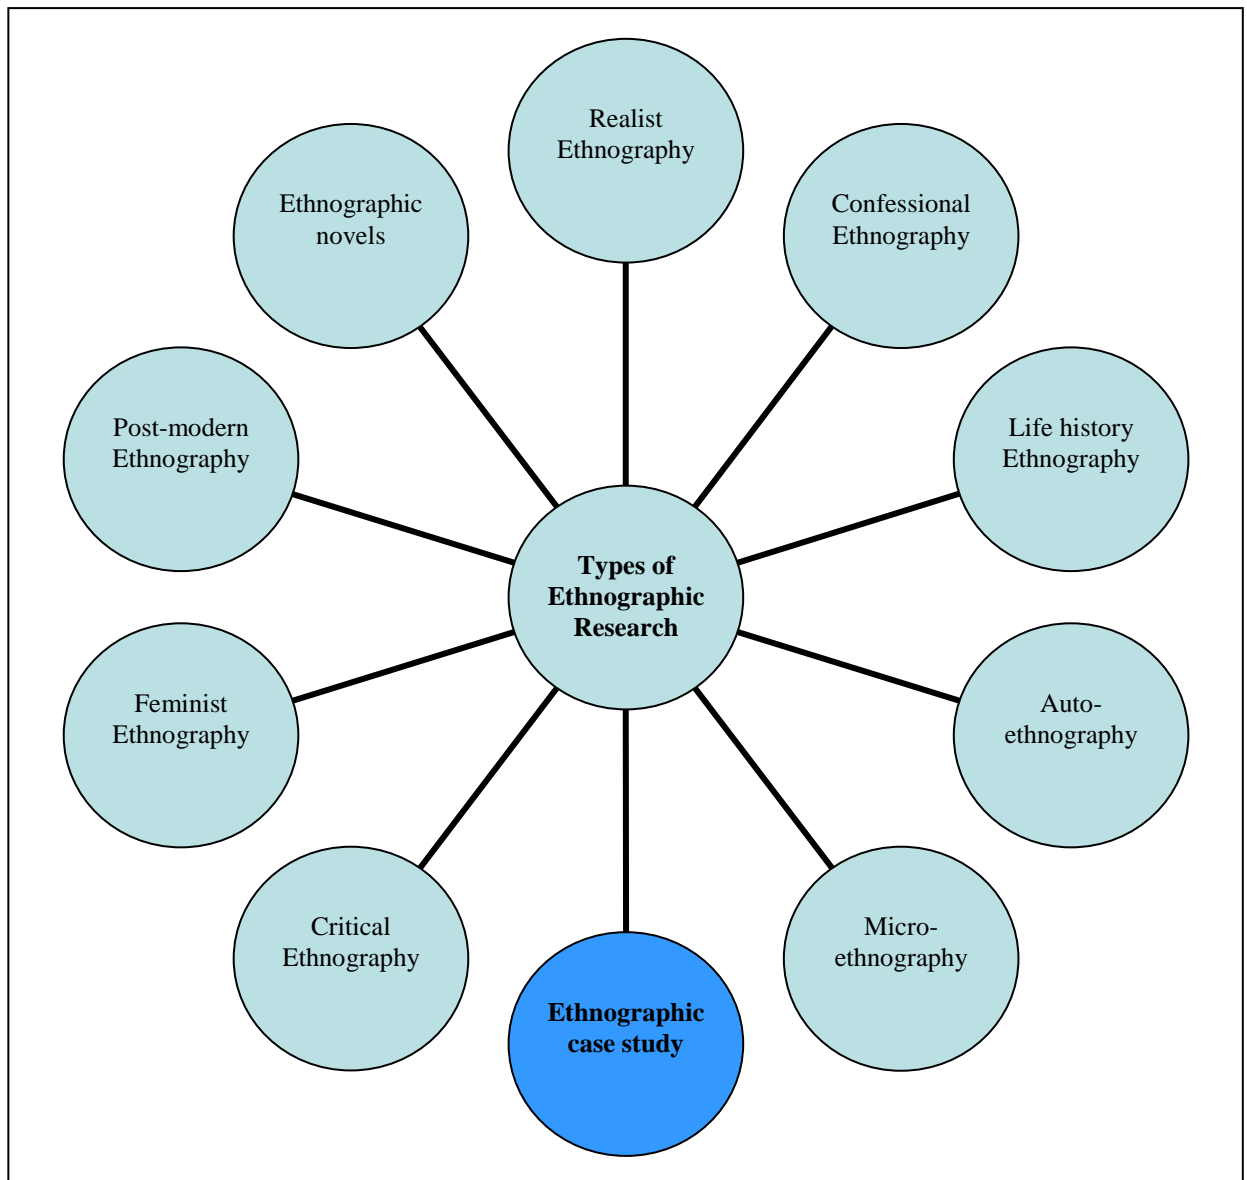 Realist
Ethnography
Confessional
Ethnography
Life history
Ethnography
Auto-
ethnography
Micro-
ethnography
Ethnographic
case study
Critical
Ethnography
Feminist
Ethnography
Post-modern
Ethnography
Ethnographic
novels
Types of
Ethnographic
Research